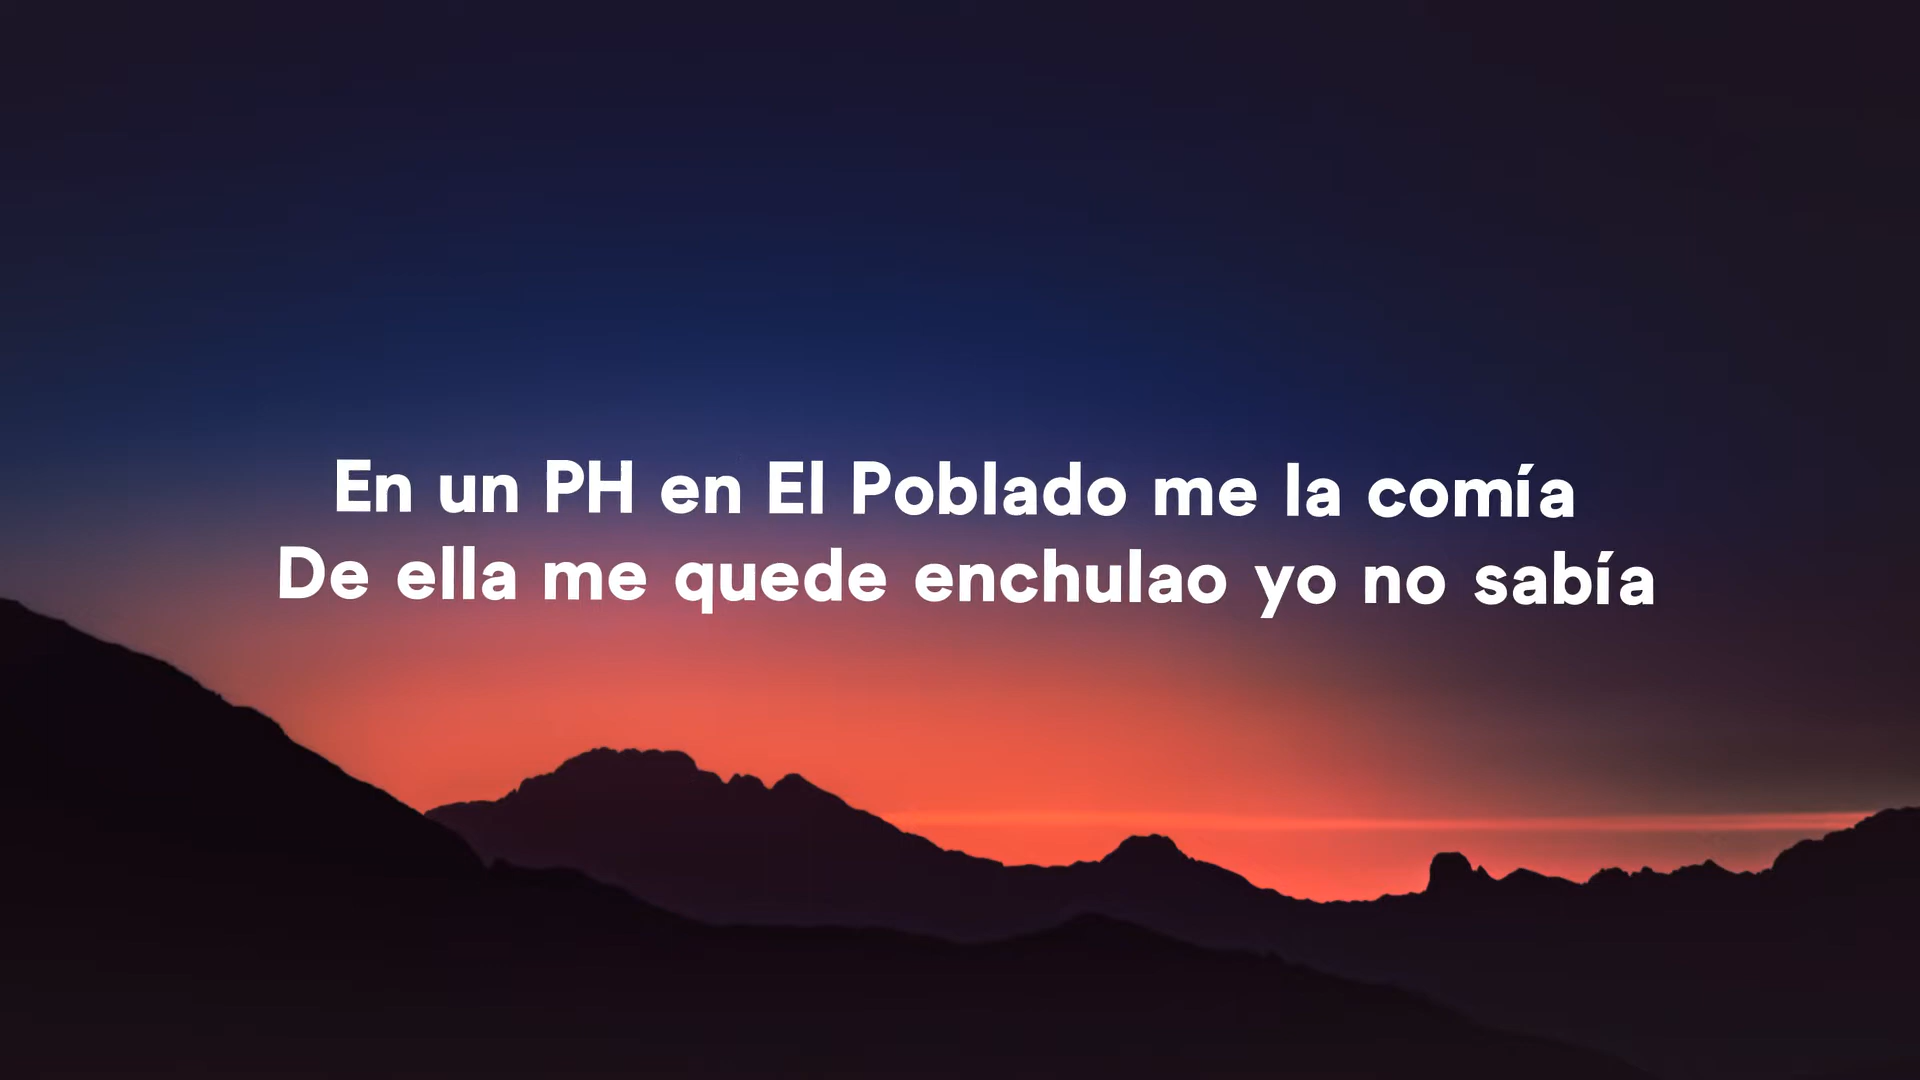 En un PH en El Poblado me la comía
De ella me quede enchulao yo no sabía